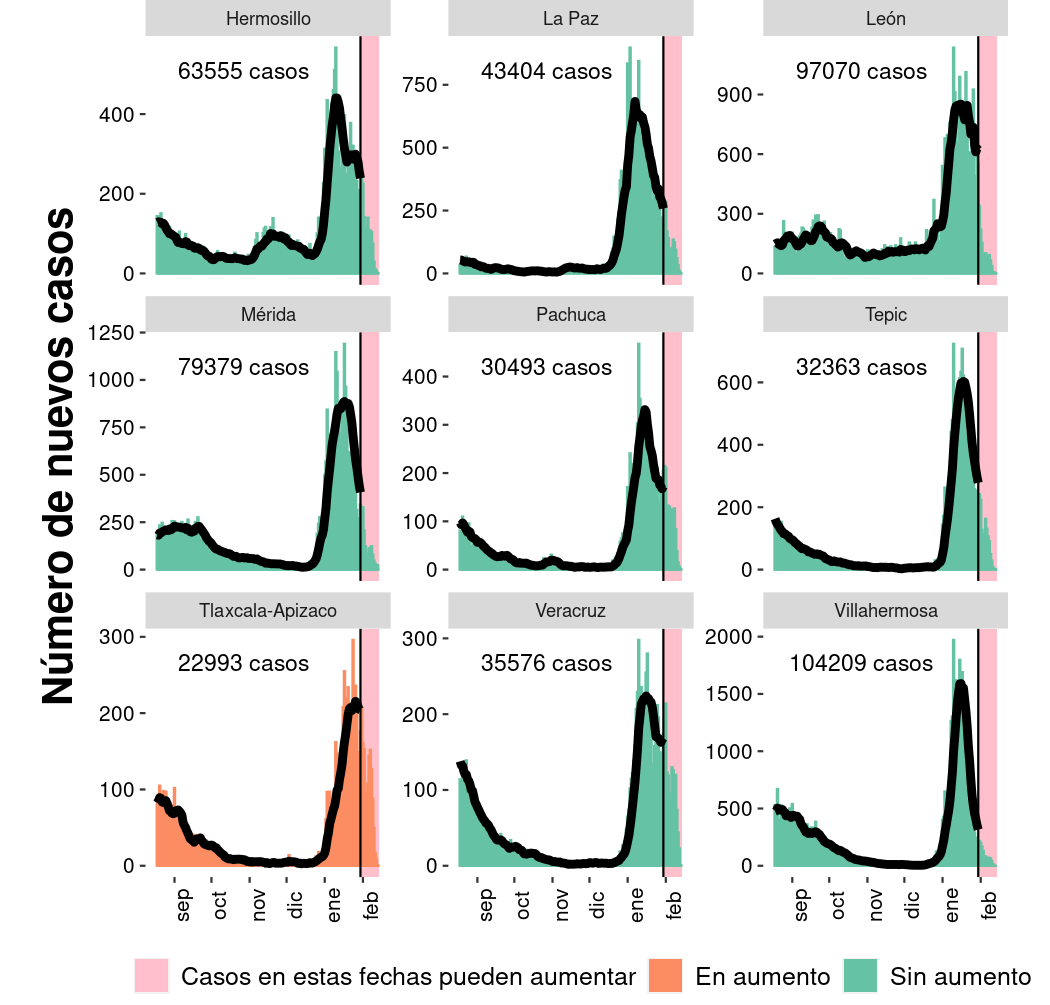 Número de nuevos casos
Hermosillo
La Paz
León
63555 casos
43404 casos
97070 casos
400
200
0
750
500
250
0
900
600
300
0
Mérida
Pachuca
Tepic
79379 casos
30493 casos
32363 casos
1250
1000
750
500
250
0
400
300
200
100
0
600
400
200
0
Tlaxcala-Apizaco
Veracruz
Villahermosa
22993 casos
35576 casos
104209 casos
300
200
100
0
300
200
100
0
2000
1500
1000
500
0
sep oct nov dic ene feb
sep oct nov dic ene feb
sep oct nov dic ene feb
Casos en estas fechas pueden aumentar En aumento Sin aumento